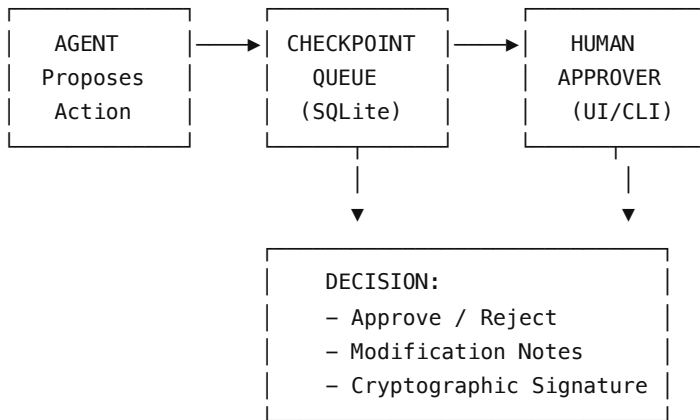 AGENT
Proposes
Action
CHECKPOINT
QUEUE
(SQLite)
HUMAN
APPROVER
(UI/CLI)
DECISION:
– Approve / Reject
– Modification Notes
– Cryptographic Signature